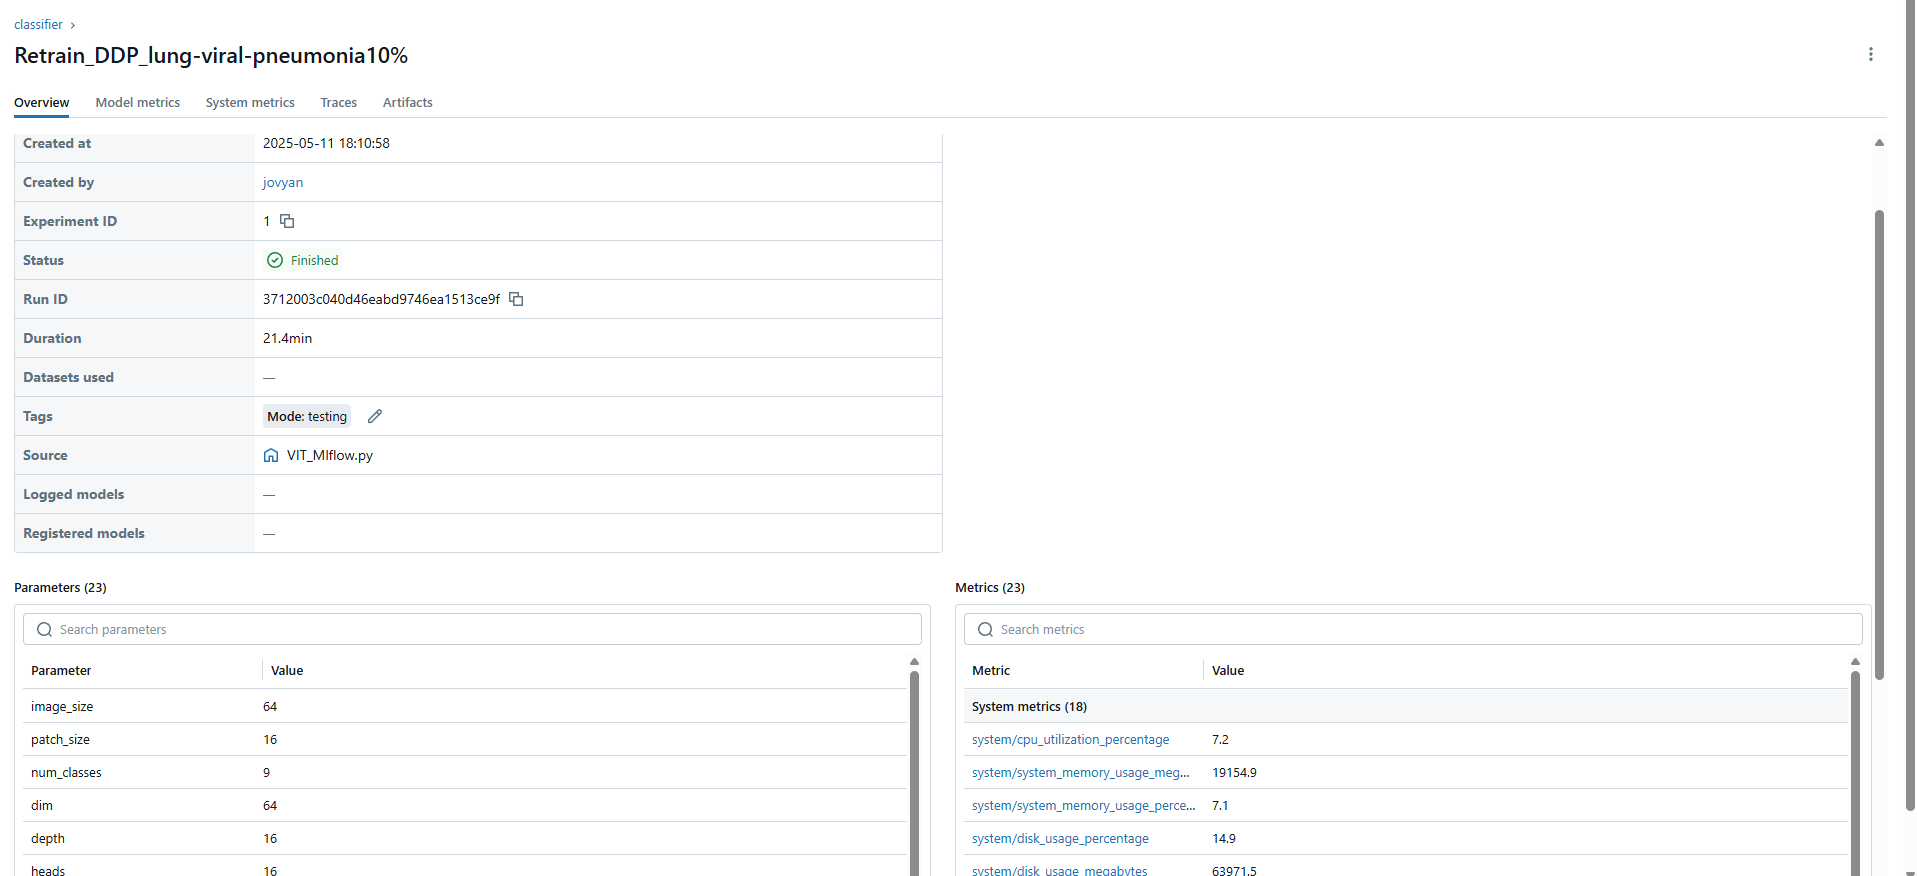 classifier
Retrain_DDP_lung-viral-pneumonia10%
Overview Model metrics System metrics Traces Artifacts
Created at 2025-05-11 18:10:58
Created by jovyan
Experiment ID 1
Status Finished
Run ID 3712003c040d46eabd9746ea1513ce9f
Duration 21.4min
Datasets used —
Tags Mode: testing
Source VIT_Mlflow.py
Logged models —
Registered models —
Parameters (23)
Search parameters
Parameter Value
image_size 64
patch_size 16
num_classes 9
dim 64
depth 16
heads 16
Metrics (23)
Search metrics
Metric Value
System metrics (18)
system/cpu_utilization_percentage 7.2
system/system_memory_usage_meg... 19154.9
system/system_memory_usage_perce... 7.1
system/disk_usage_percentage 14.9
system/disk_usage_megabytes 63971.5